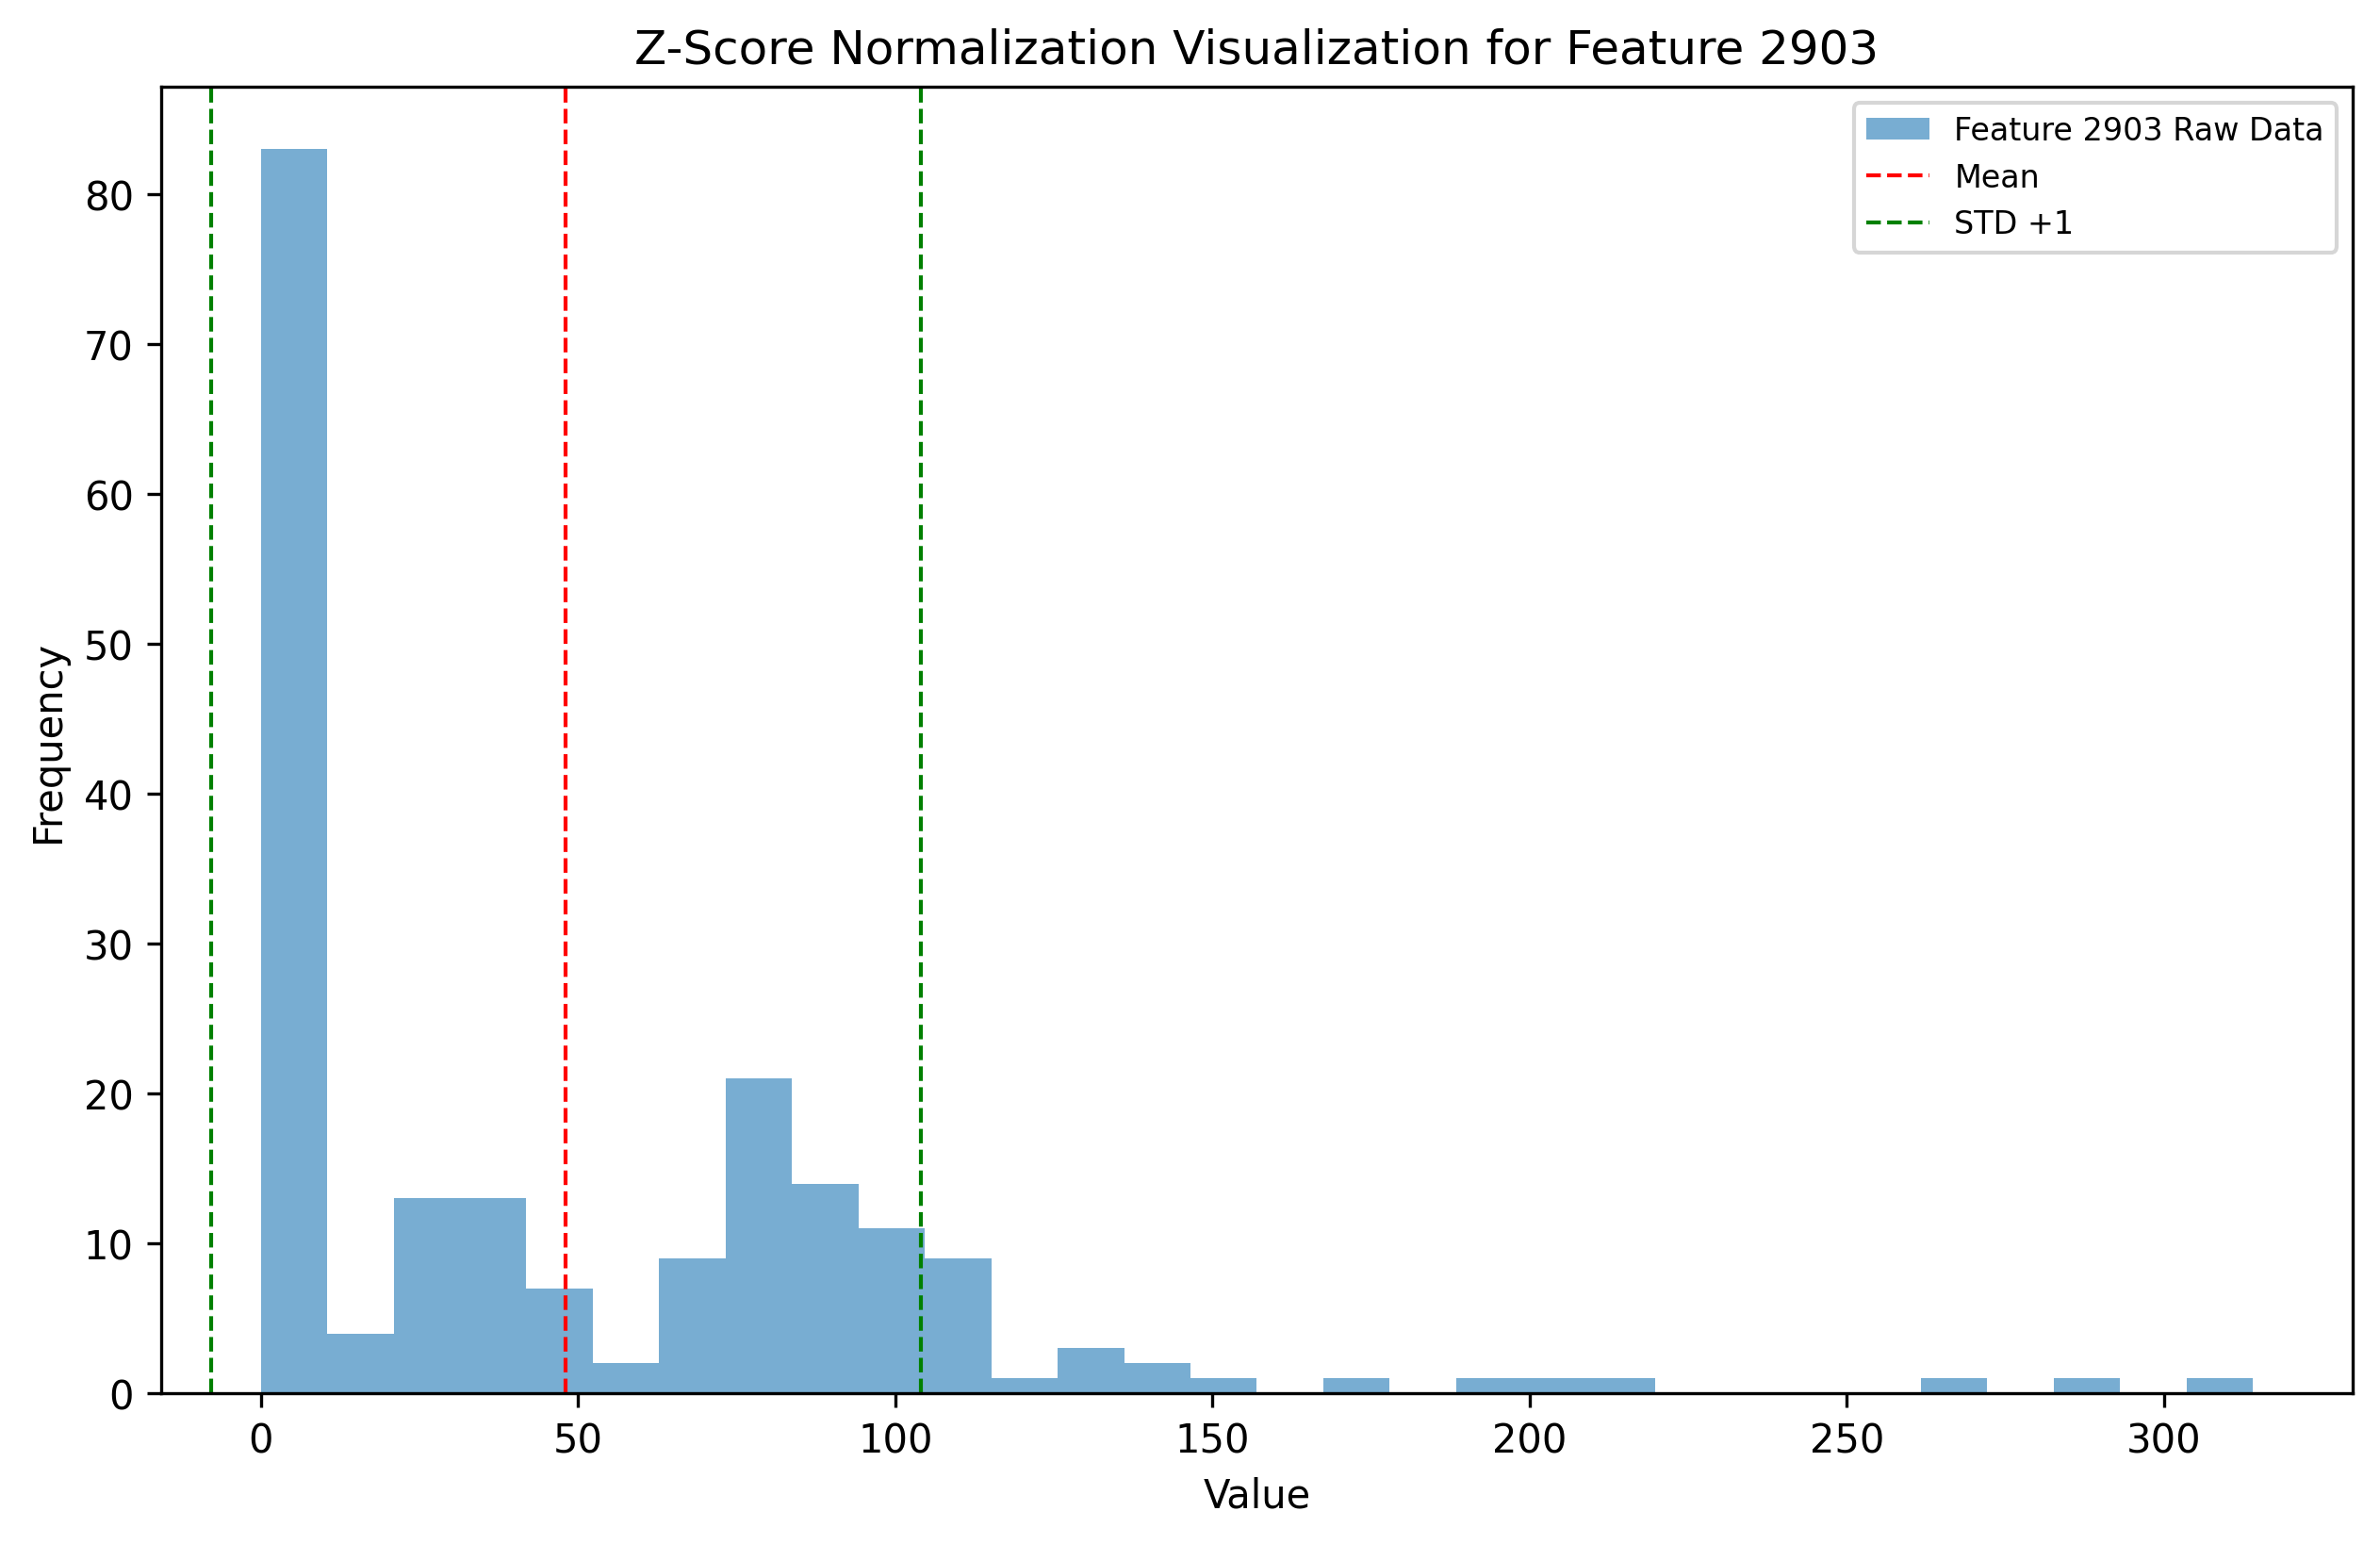 Z-Score Normalization Visualization for Feature 2903
Feature 2903 Raw Data
Mean
STD +1
80
70
60
50
40
30
20
10
0
Frequency
0 50 100 150 200 250 300
Value